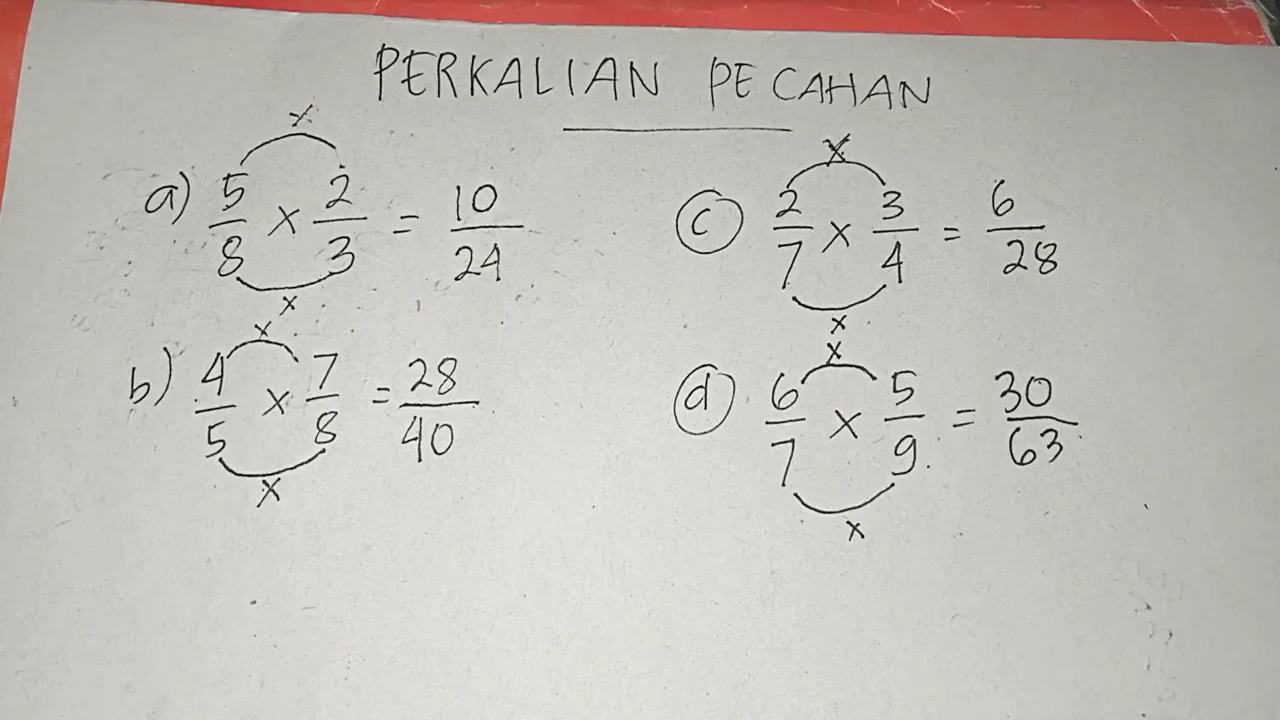 PERKALIAN PECAHAN
a) 5/8 x 2/3 = 10/24
b) 4/5 x 7/8 = 28/40
c) 2/7 x 3/4 = 6/28
d) 6/7 x 5/9 = 30/63